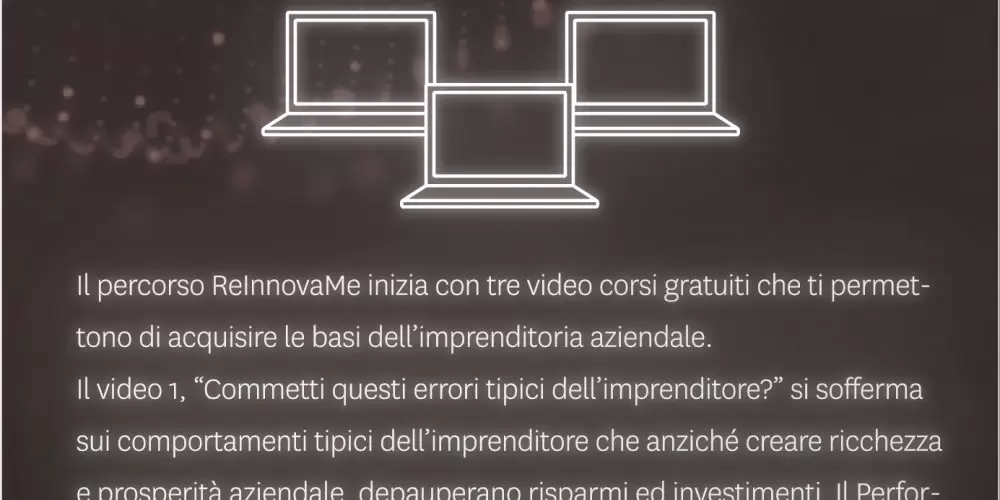 Il percorso ReInnovaMe inizia con tre video corsi gratuiti che ti permet-
tono di acquisire le basi dell’imprenditoria aziendale.
Il video 1, “Commetti questi errori tipici dell’imprenditore?” si sofferma
sui comportamenti tipici dell’imprenditore che anziché creare ricchezza
e prosperità aziendale, depauperano risparmi ed investimenti. Il Perfor-